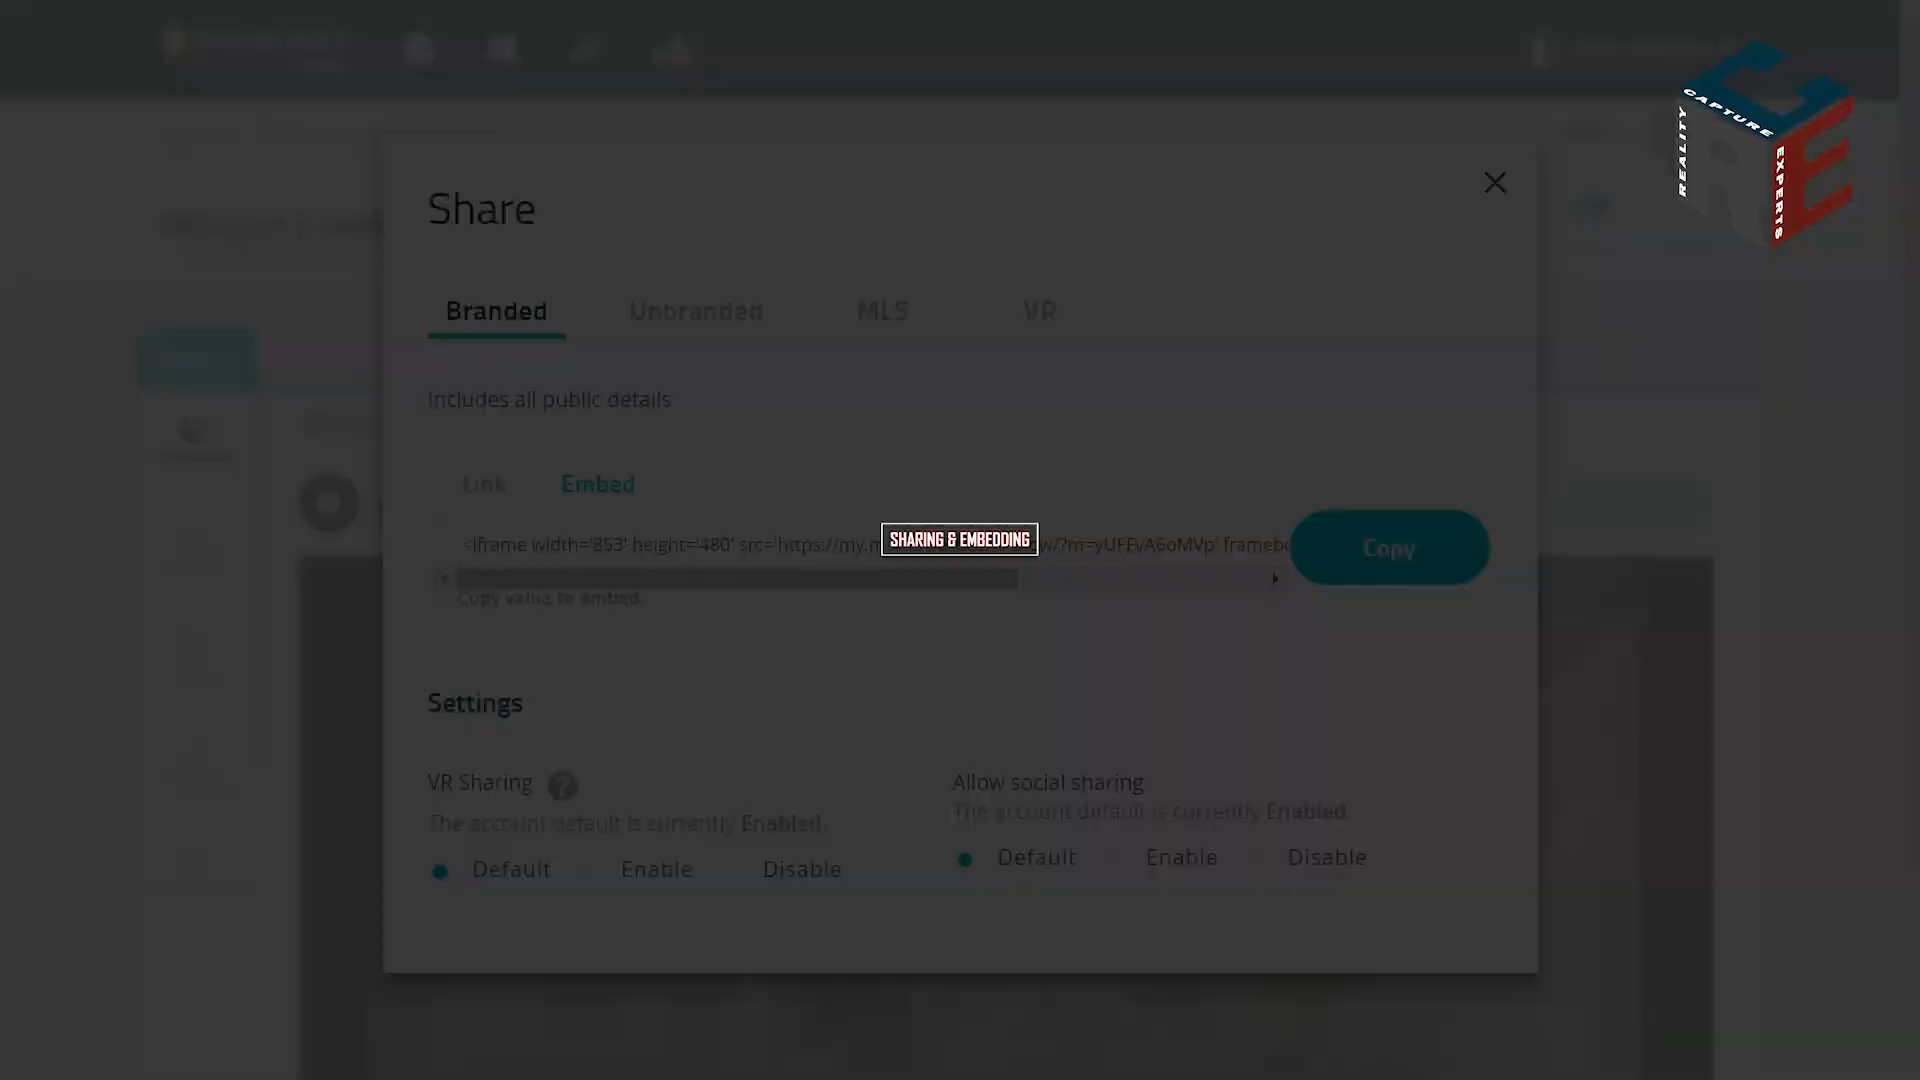 CAPTURE
REALITY
EXPERTS
Share
Branded Unbranded MLS VR
Includes all public details
Link Embed
<iframe width='853' height='480' src='https://my.m
SHARING & EMBEDDING
w/?m=yUFEvA6oMVp' framebo
Copy
Copy value to embed.
Settings
VR Sharing ?
The account default is currently Enabled.
Default Enable Disable
Allow social sharing
The account default is currently Enabled.
Default Enable Disable